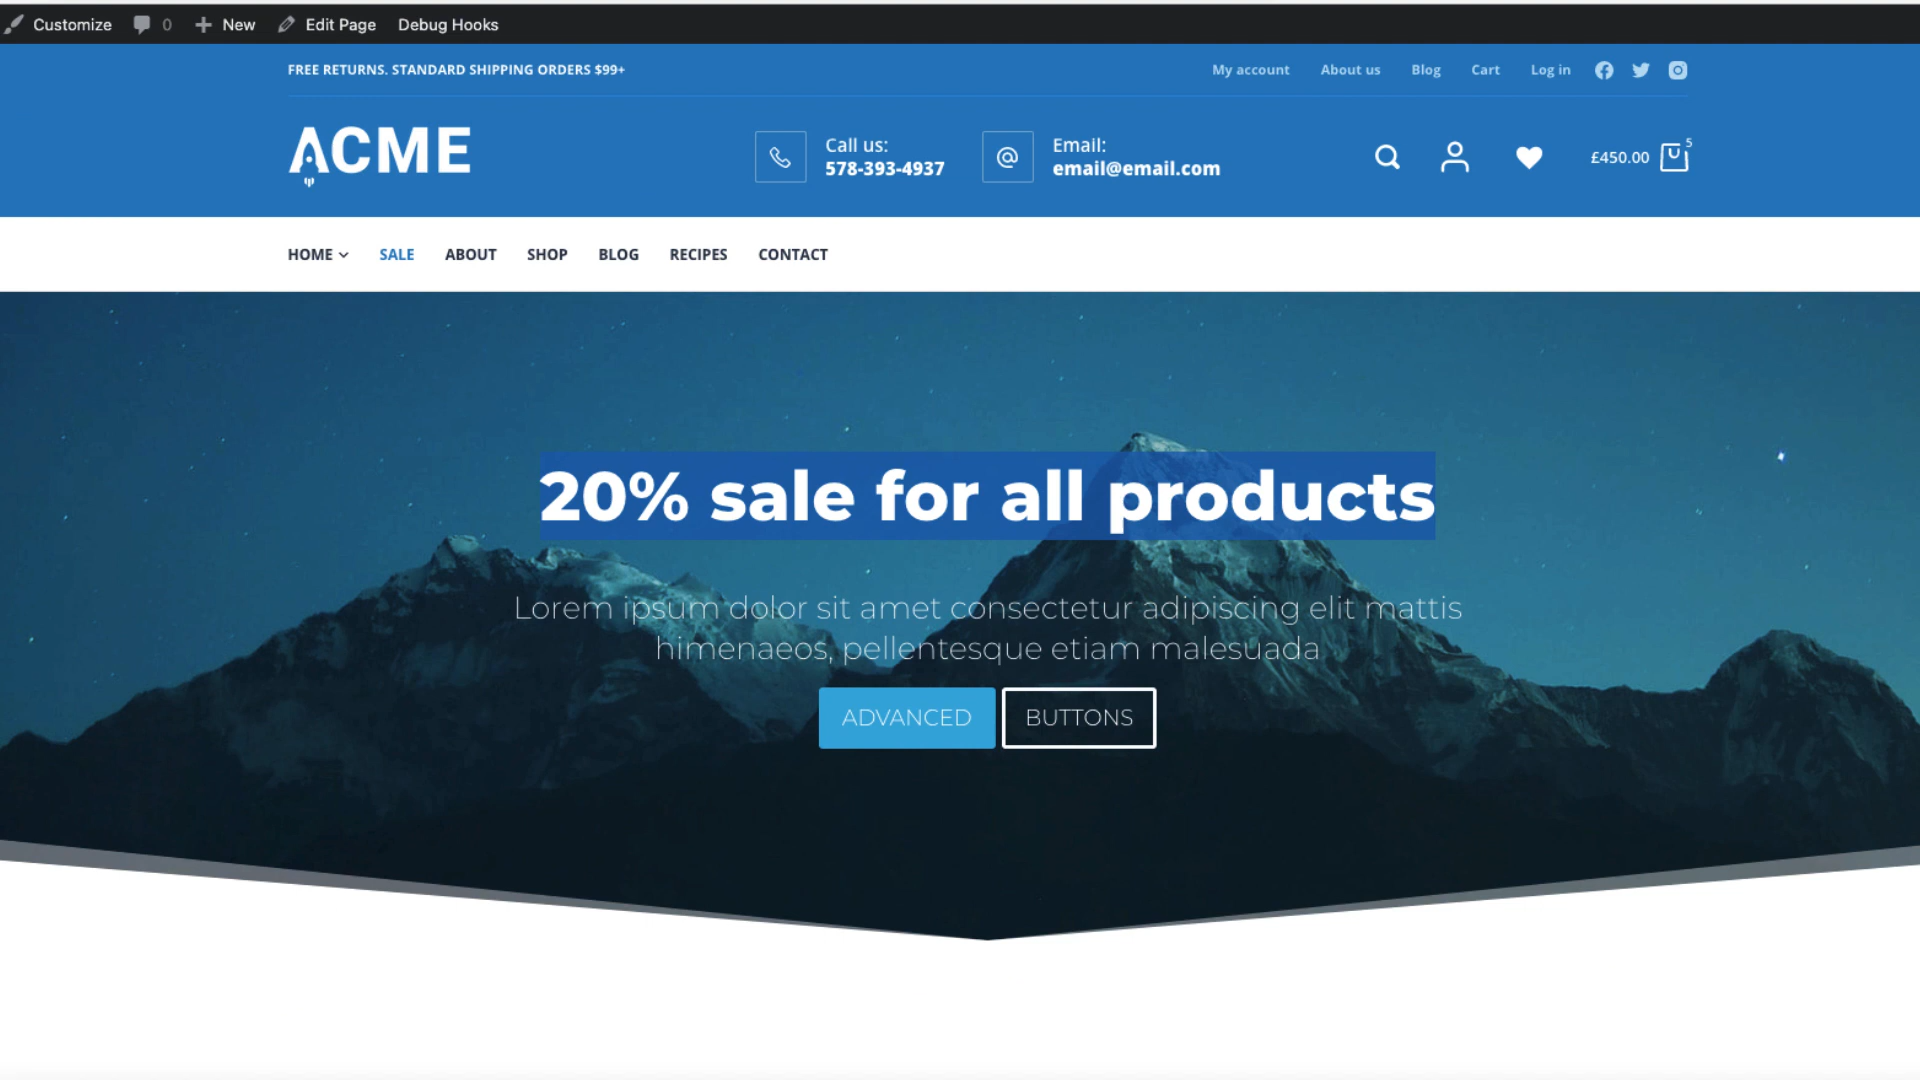 Customize 0 New Edit Page Debug Hooks
FREE RETURNS. STANDARD SHIPPING ORDERS $99+
My account About us Blog Cart Log in
ACME
Call us:
578-393-4937
Email:
email@email.com
£450.00 5
HOME SALE ABOUT SHOP BLOG RECIPES CONTACT
20% sale for all products
Lorem ipsum dolor sit amet consectetur adipiscing elit mattis
himenaeos, pellentesque etiam malesuada
ADVANCED BUTTONS